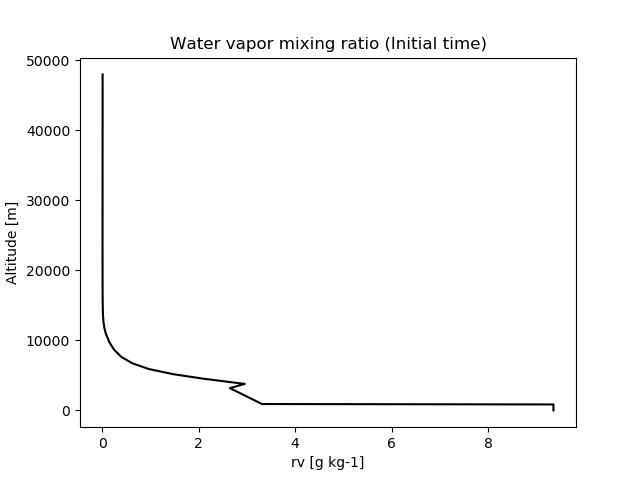 Water vapor mixing ratio (Initial time)
50000
40000
30000
20000
10000
0
Altitude [m]
0 2 4 6 8
rv [g kg-1]